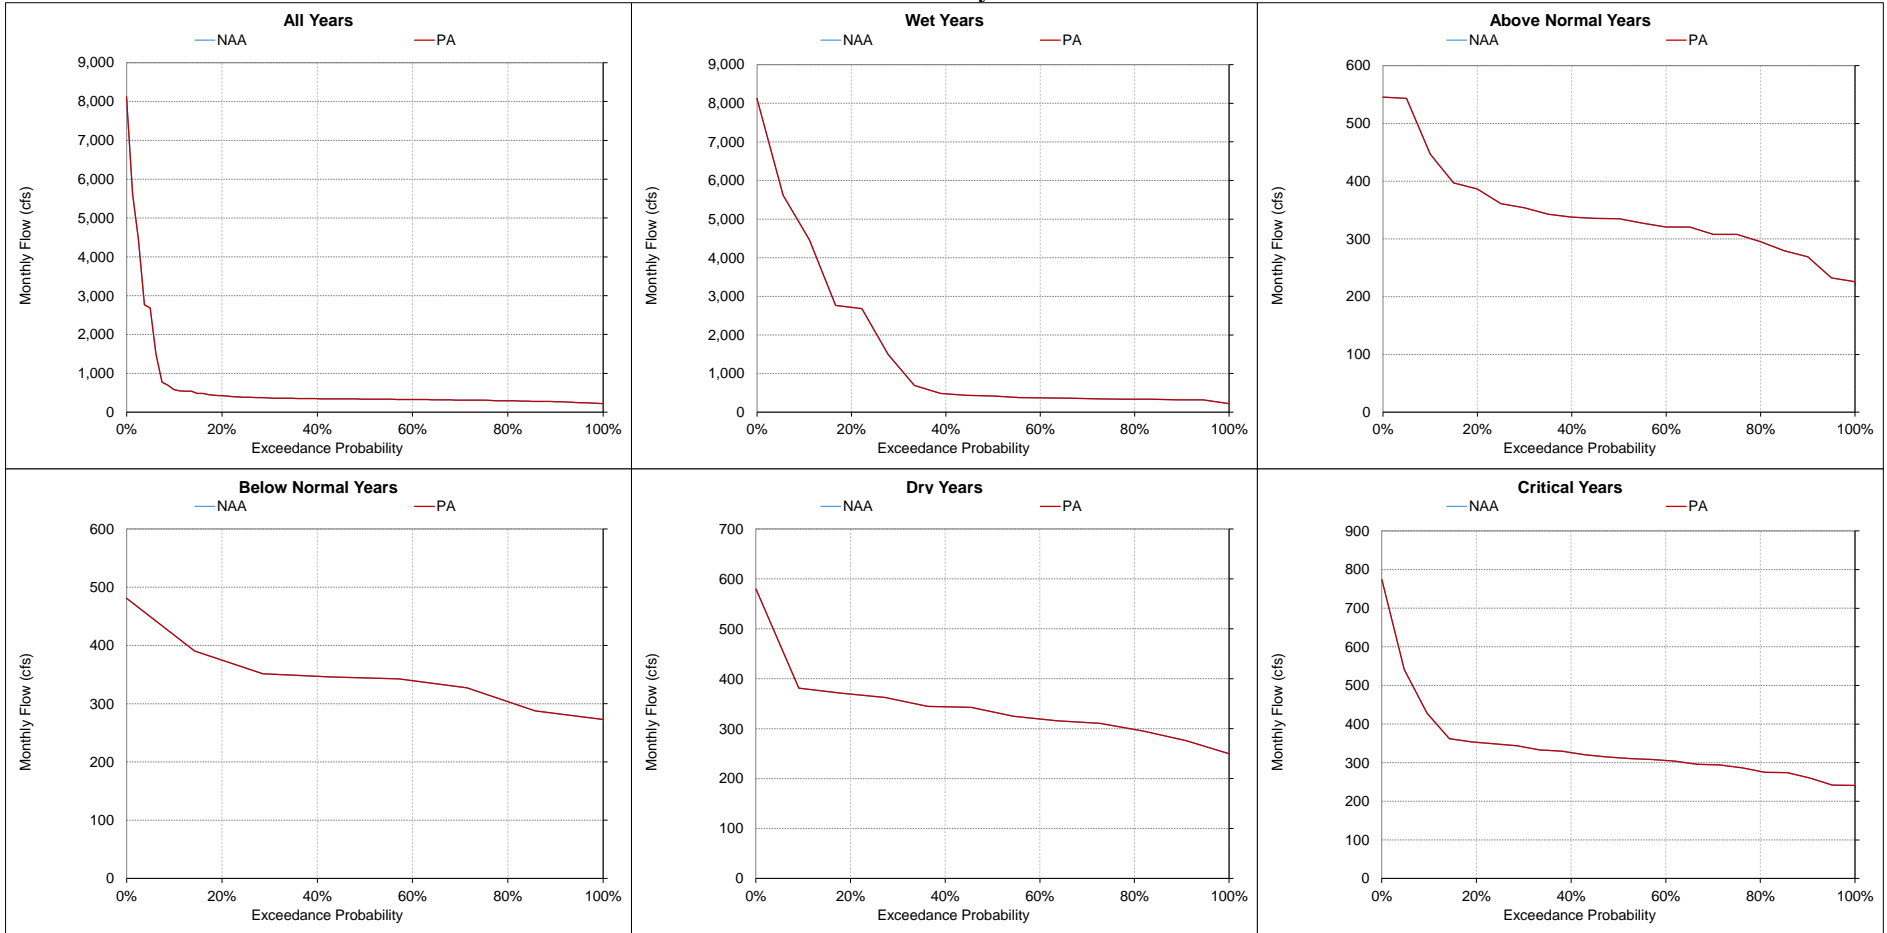 All Years
NAA PA
9,000
8,000
7,000
6,000
5,000
4,000
3,000
2,000
1,000
0
Monthly Flow (cfs)
0% 20% 40% 60% 80% 100%
Exceedance Probability
Wet Years
NAA PA
9,000
8,000
7,000
6,000
5,000
4,000
3,000
2,000
1,000
0
Monthly Flow (cfs)
0% 20% 40% 60% 80% 100%
Exceedance Probability
Above Normal Years
NAA PA
600
500
400
300
200
100
0
Monthly Flow (cfs)
0% 20% 40% 60% 80% 100%
Exceedance Probability
Below Normal Years
NAA PA
600
500
400
300
200
100
0
Monthly Flow (cfs)
0% 20% 40% 60% 80% 100%
Exceedance Probability
Dry Years
NAA PA
700
600
500
400
300
200
100
0
Monthly Flow (cfs)
0% 20% 40% 60% 80% 100%
Exceedance Probability
Critical Years
NAA PA
900
800
700
600
500
400
300
200
100
0
Monthly Flow (cfs)
0% 20% 40% 60% 80% 100%
Exceedance Probability